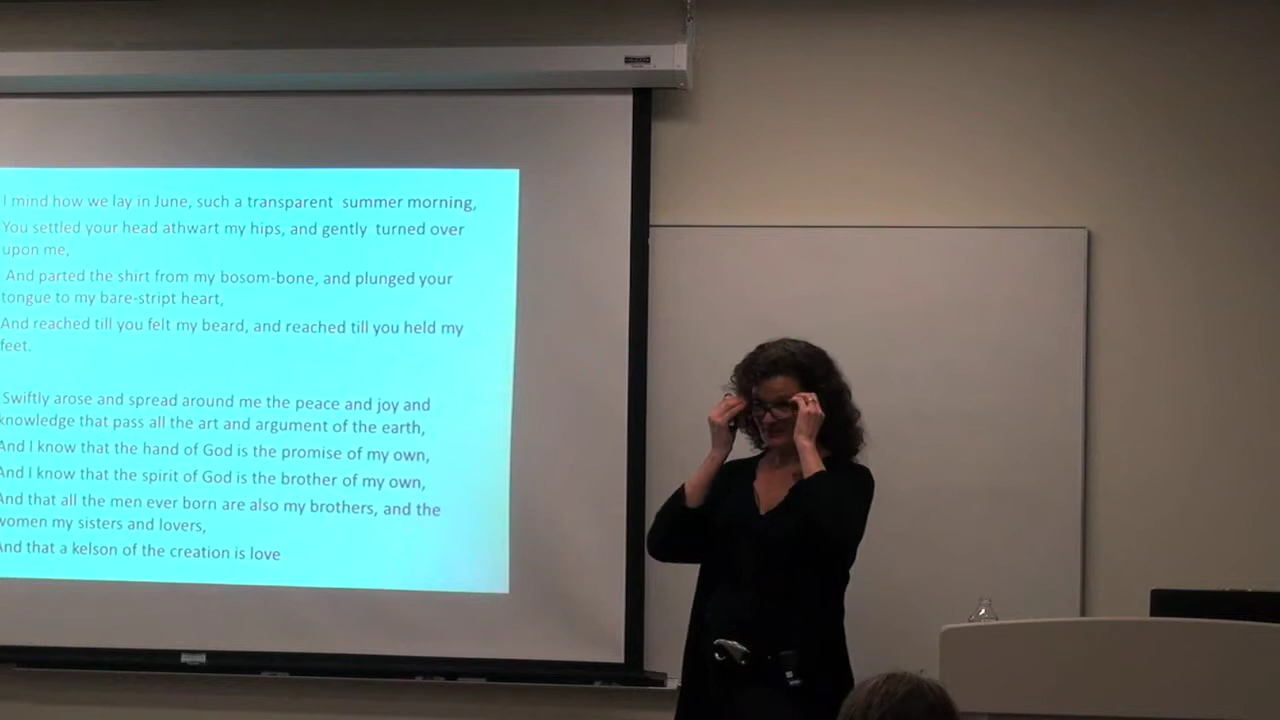 I mind how we lay in June, such a transparent summer morning,
You settled your head athwart my hips, and gently turned over
upon me,
And parted the shirt from my bosom-bone, and plunged your
tongue to my bare-stript heart,
And reached till you felt my beard, and reached till you held my
feet.
Swiftly arose and spread around me the peace and joy and
knowledge that pass all the art and argument of the earth,
And I know that the hand of God is the promise of my own,
And I know that the spirit of God is the brother of my own,
And that all the men ever born are also my brothers, and the
women my sisters and lovers,
And that a kelson of the creation is love